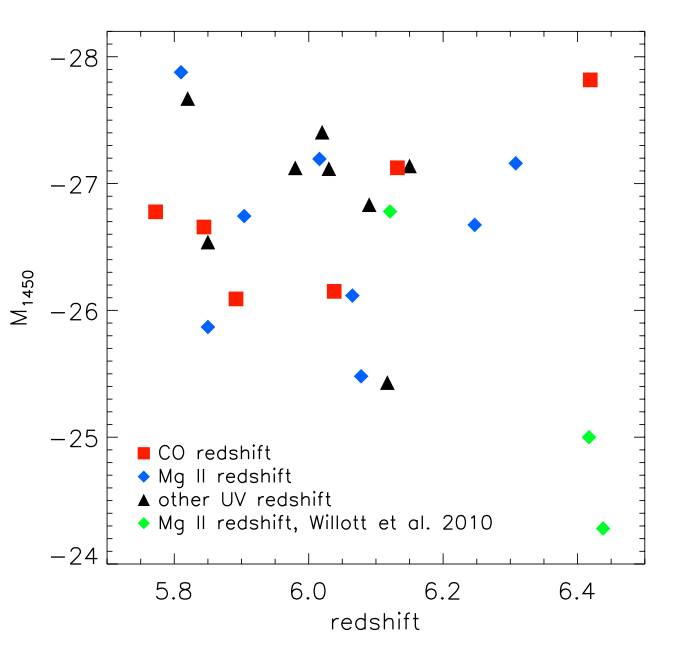 −28
−27
−26
−25
−24
M1450
CO redshift
Mg II redshift
other UV redshift
Mg II redshift, Willott et al. 2010
5.8 6.0 6.2 6.4
redshift